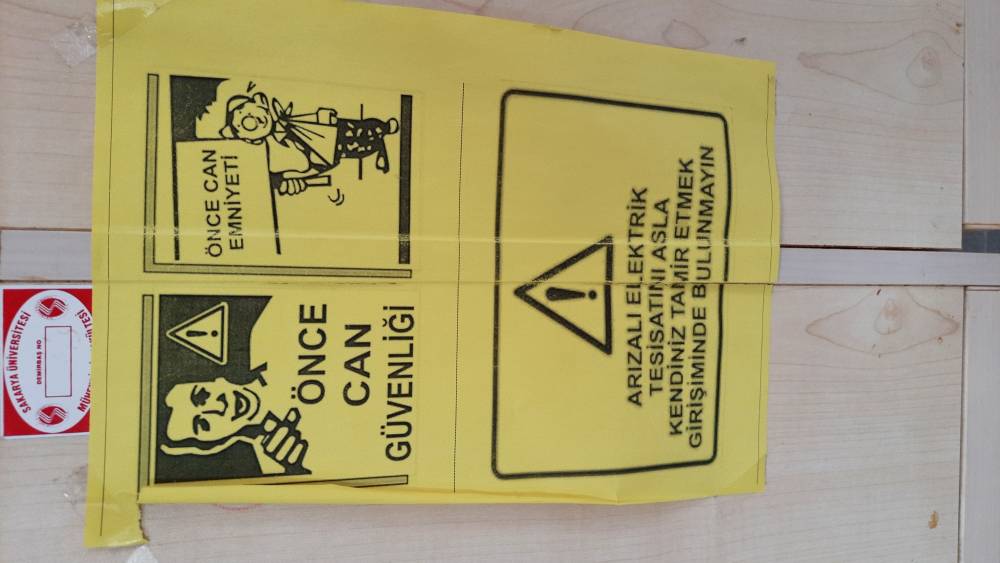 SAKARYA ÜNİVERSİTESİ
DEMİRBAŞ NO
ÖNCE
CAN
GÜVENLİĞİ
ÖNCE CAN
EMNİYETİ
ARIZALI ELEKTRİK
TESİSATINI ASLA
KENDİNİZ TAMİR ETMEK
GİRİŞİMİNDE BULUNMAYIN